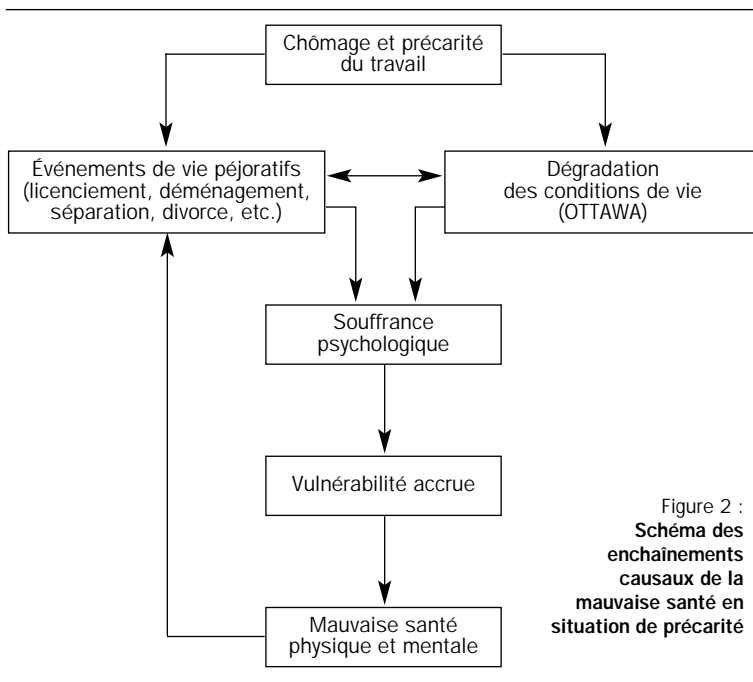 Chômage et précarité
du travail
Événements de vie péjoratifs
(licenciement, déménagement,
séparation, divorce, etc.)
Dégradation
des conditions de vie
(OTTAWA)
Souffrance
psychologique
Vulnérabilité accrue
Mauvaise santé
physique et mentale
Figure 2 :
Schéma des
enchaînements
causaux de la
mauvaise santé en
situation de précarité